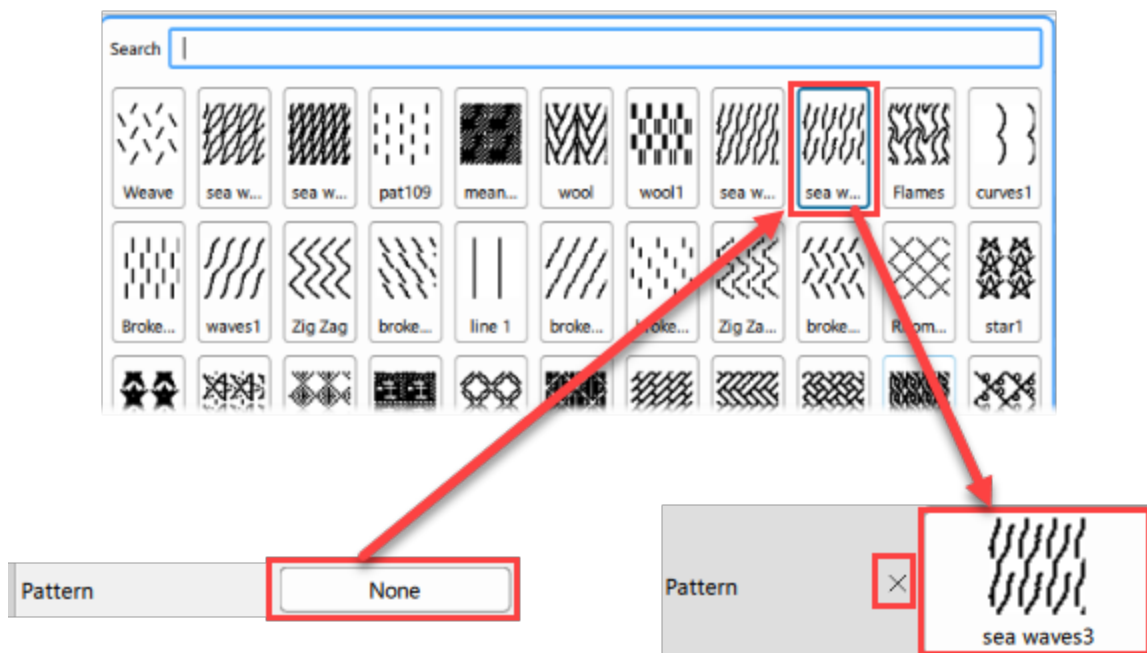 Search
Weave sea w... sea w... pat109 mean... wool wool1 sea w... sea w... Flames curves1
Broke... waves1 Zig Zag broke... line 1 broke... broke... Zig Za... broke... star1
Pattern None
Pattern
sea waves3